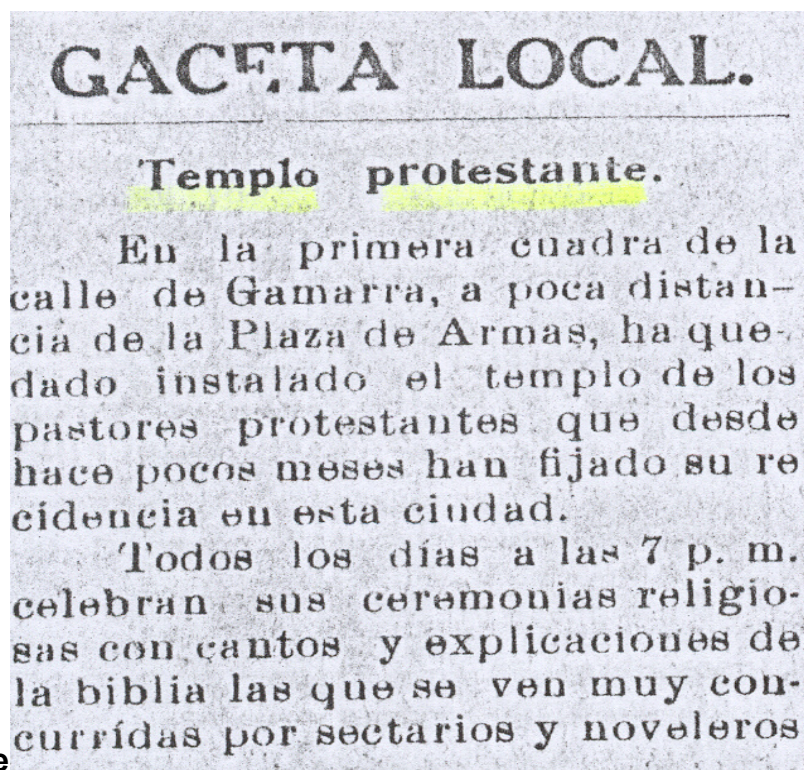 GACETA LOCAL.
Templo protestante.
En la primera cuadra de la
calle de Gamarra, a poca distan-
cia de la Plaza de Armas, ha que-
dado instalado el templo de los
pastores protestantes que desde
hace pocos meses han fijado su re
cidencia en esta ciudad.
Todos los días a las 7 p. m.
celebran sus ceremonias religio-
sas con cantos y explicaciones de
la biblia las que se ven muy con-
currídas por sectarios y noveleros
e